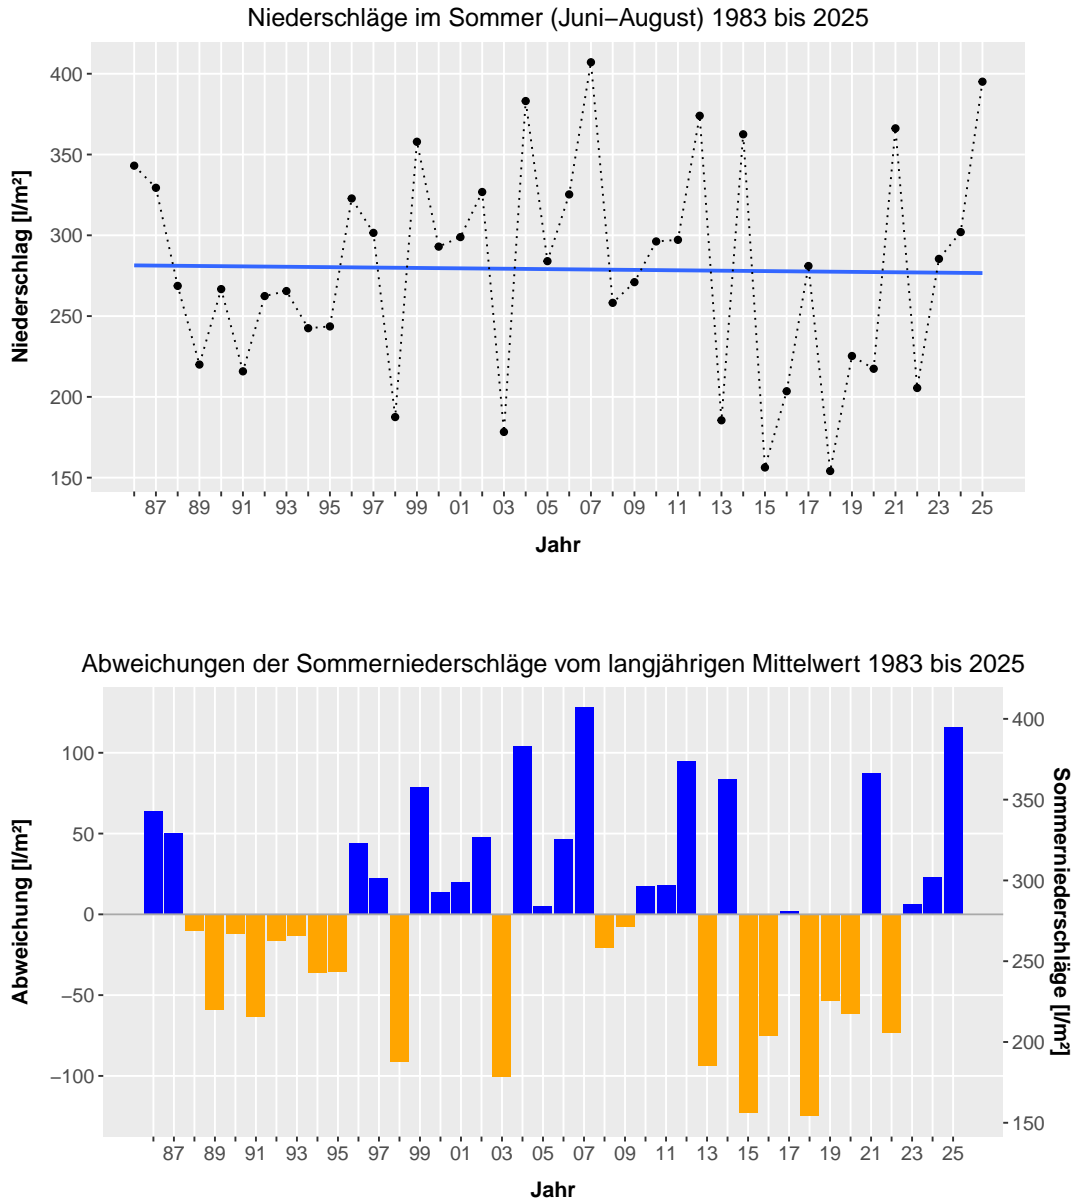 Niederschläge im Sommer (Juni−August) 1983 bis 2025
Niederschlag [l/m²]
400
350
300
250
200
150
87 89 91 93 95 97 99 01 03 05 07 09 11 13 15 17 19 21 23 25
Jahr
Abweichungen der Sommerniederschläge vom langjährigen Mittelwert 1983 bis 2025
Abweichung [l/m²]
100
50
0
−50
−100
400
350
300
250
200
150
Sommerniederschläge [l/m²]
87 89 91 93 95 97 99 01 03 05 07 09 11 13 15 17 19 21 23 25
Jahr